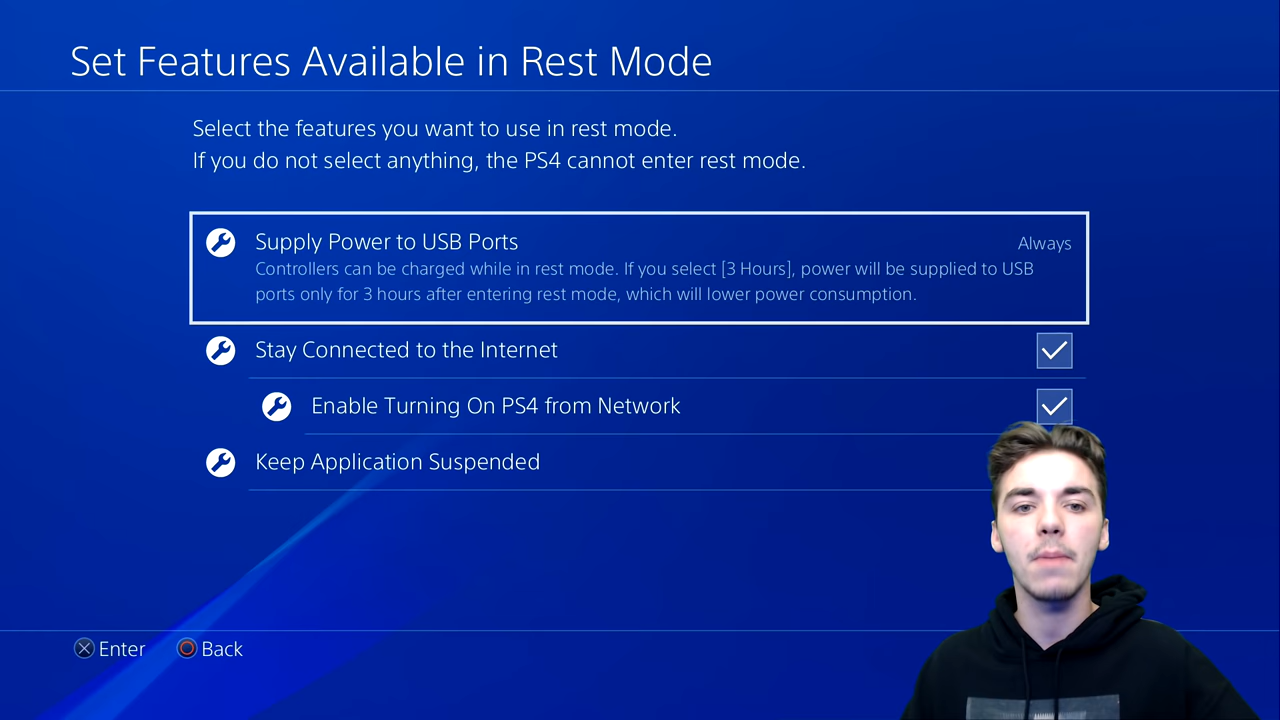 Set Features Available in Rest Mode
Select the features you want to use in rest mode.
If you do not select anything, the PS4 cannot enter rest mode.
Supply Power to USB Ports
Always
Controllers can be charged while in rest mode. If you select [3 Hours], power will be supplied to USB
ports only for 3 hours after entering rest mode, which will lower power consumption.
Stay Connected to the Internet
Enable Turning On PS4 from Network
Keep Application Suspended
Enter
Back